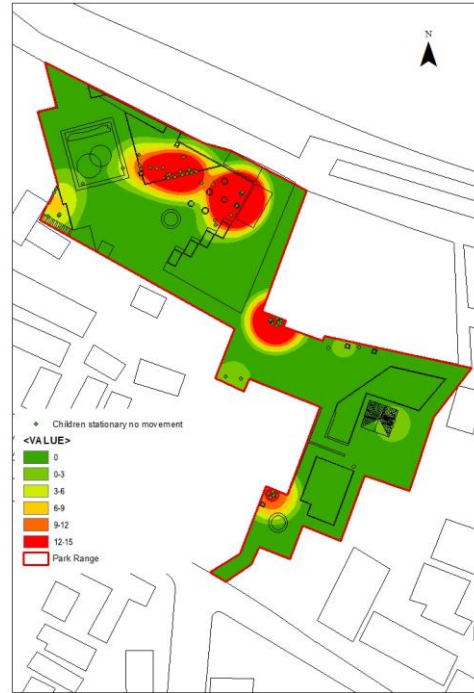 N
Children stationary no movement
<VALUE>
0
0-3
3-6
6-9
9-12
12-15
Park Range